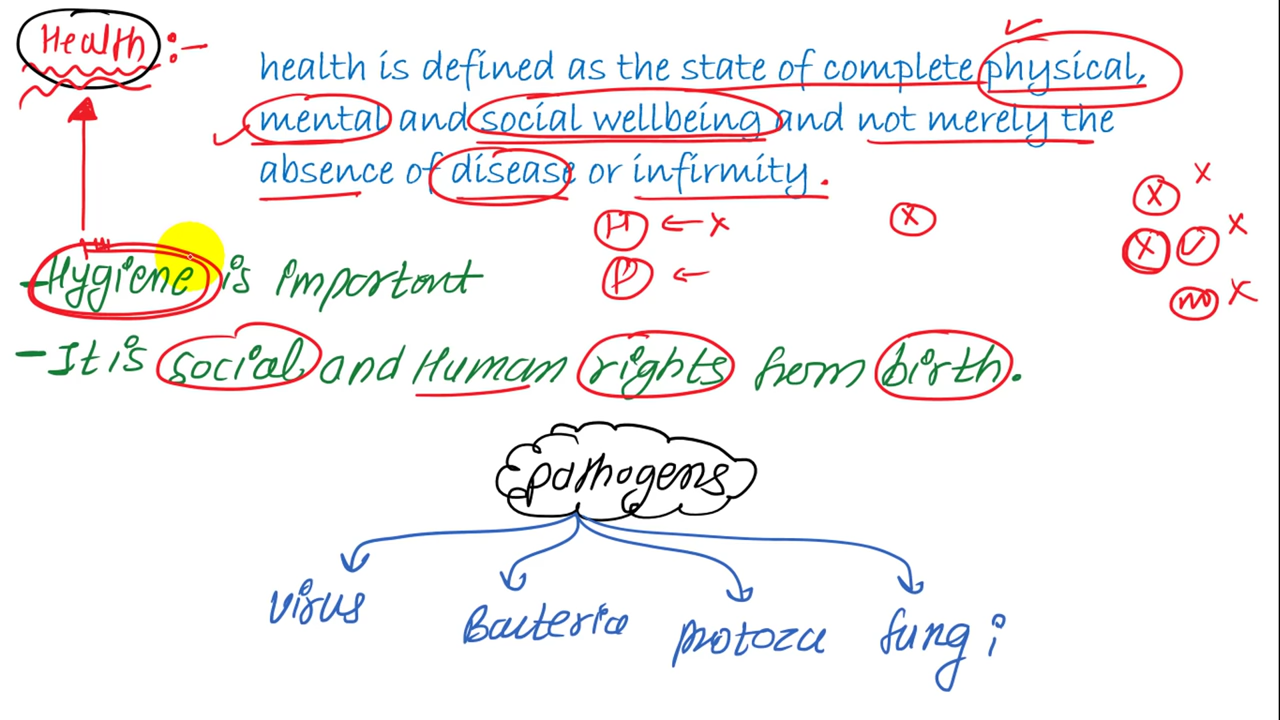 Health :-
health is defined as the state of complete physical,
mental and social wellbeing and not merely the
absence of disease or infirmity.
H ← x
x
x x
x ✓ x
P ←
no x
- Hygiene is important
- It is social and Human rights from birth.
pathogens
virus
Bacteria
protoza
fungi